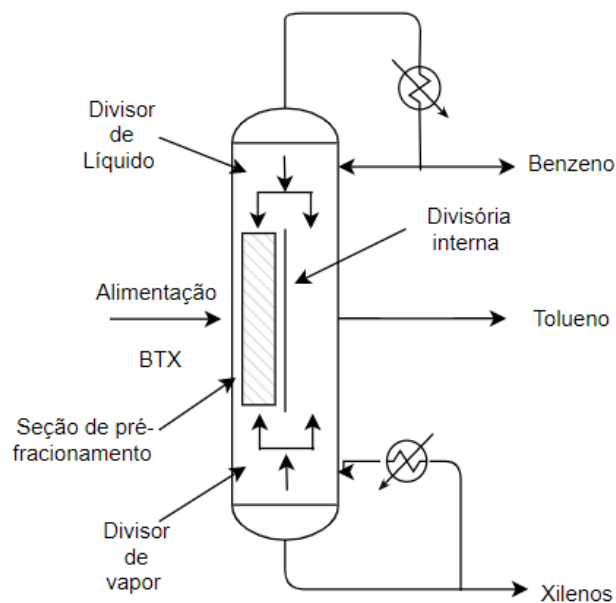 Divisor
de
Líquido
Benzeno
Divisória
interna
Alimentação
Tolueno
BTX
Seção de pré-
fracionamento
Divisor
de
vapor
Xilenos